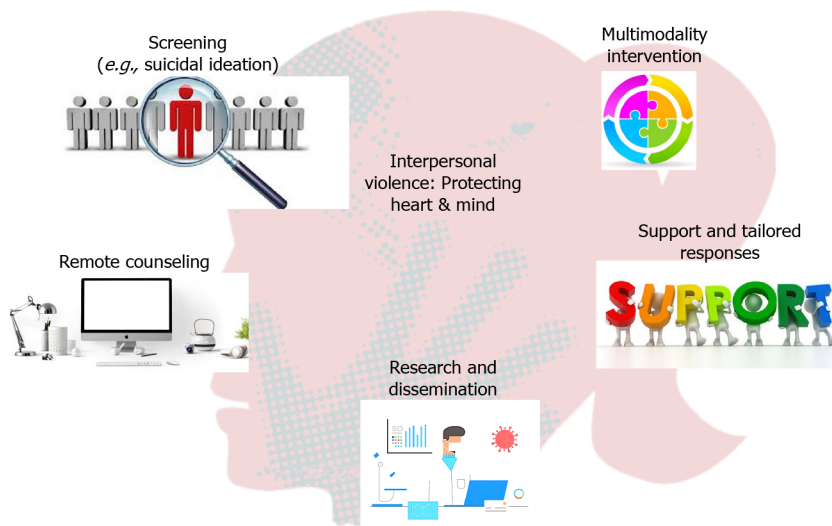 Screening
(e.g., suicidal ideation)
Multimodality
intervention
Interpersonal
violence: Protecting
heart & mind
Support and tailored
responses
SUPPORT
Remote counseling
Research and
dissemination